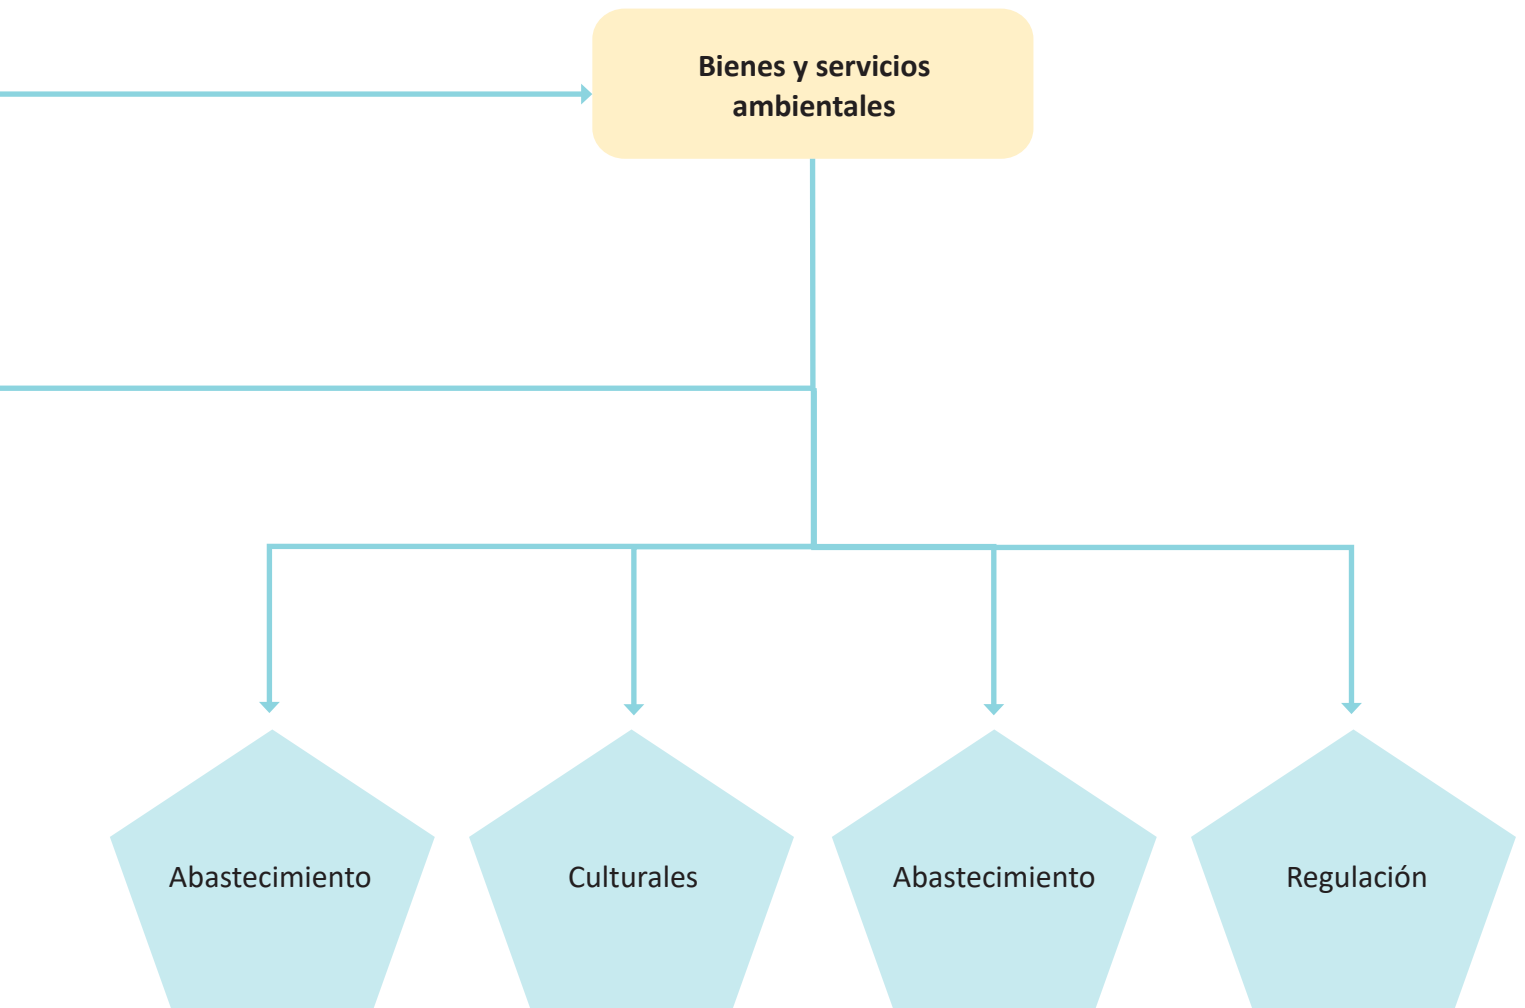 Bienes y servicios
ambientales
Abastecimiento
Culturales
Abastecimiento
Regulación